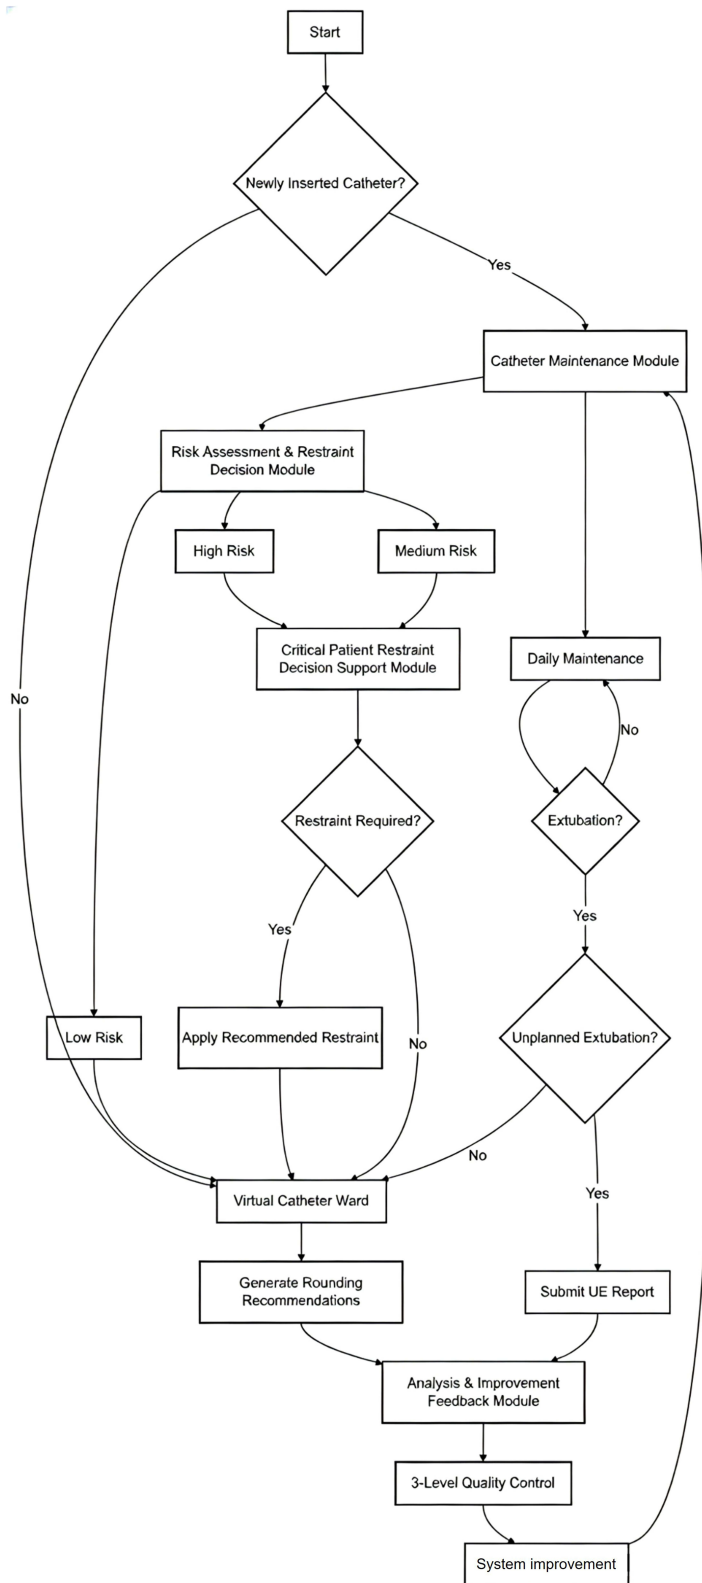 Start
Newly Inserted Catheter?
Yes
Catheter Maintenance Module
Risk Assessment & Restraint
Decision Module
High Risk
Medium Risk
Critical Patient Restraint
Decision Support Module
Daily Maintenance
No
No
Restraint Required?
Extubation?
Yes
Yes
Low Risk
Apply Recommended Restraint
No
Unplanned Extubation?
No
Virtual Catheter Ward
Yes
Generate Rounding
Recommendations
Submit UE Report
Analysis & Improvement
Feedback Module
3-Level Quality Control
System improvement